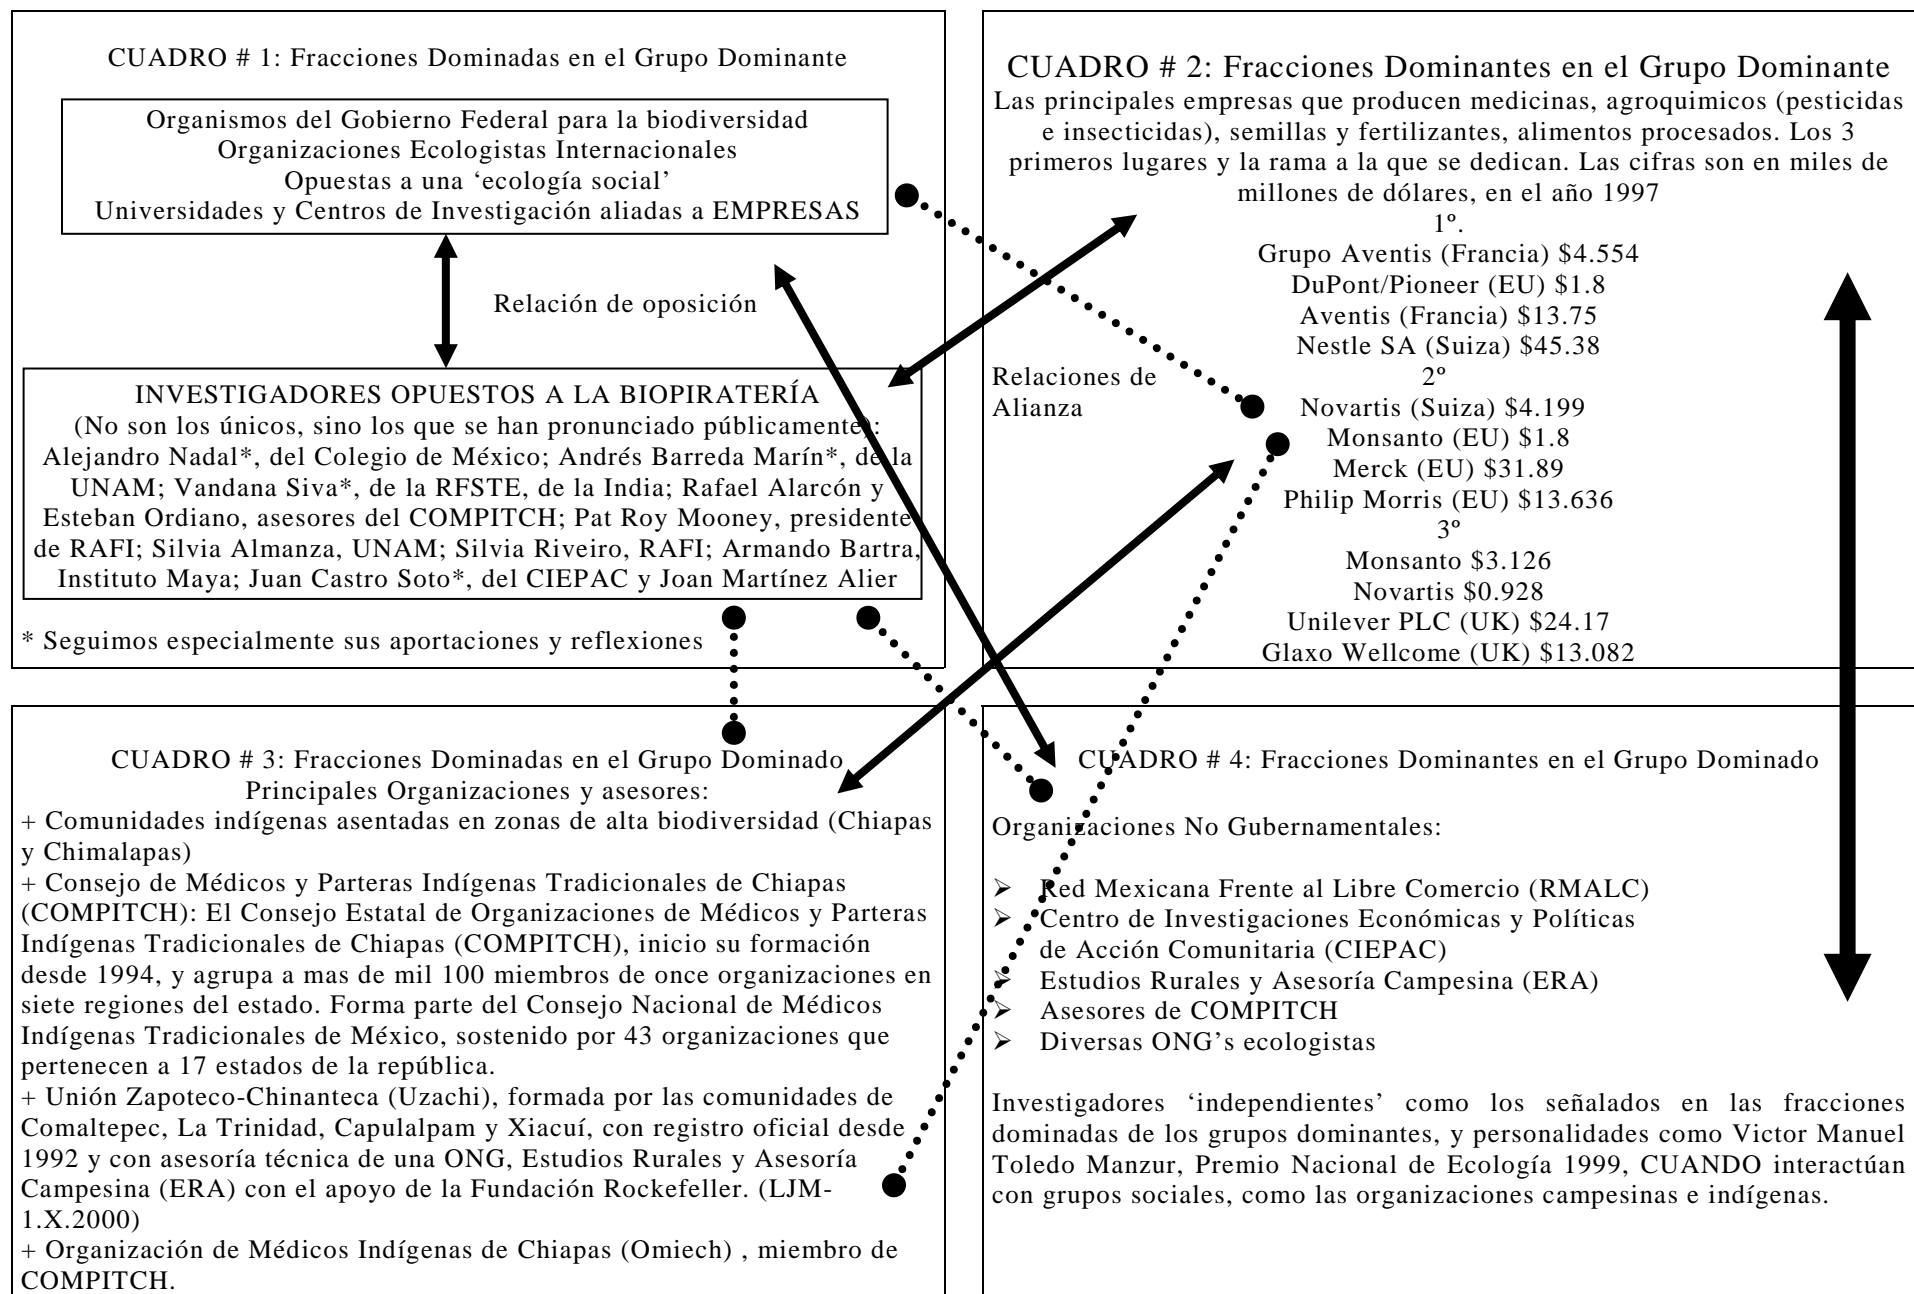 CUADRO # 1: Fracciones Dominadas en el Grupo Dominante
Organismos del Gobierno Federal para la biodiversidad
Organizaciones Ecologistas Internacionales
Opuestas a una ‘ecología social’
Universidades y Centros de Investigación aliadas a EMPRESAS
Relación de oposición
INVESTIGADORES OPUESTOS A LA BIOPIRATERÍA
(No son los únicos, sino los que se han pronunciado públicamente):
Alejandro Nadal*, del Colegio de México; Andrés Barreda Marín*, de la
UNAM; Vandana Siva*, de la RFSTE, de la India; Rafael Alarcón y
Esteban Ordiano, asesores del COMPITCH; Pat Roy Mooney, presidente
de RAFI; Silvia Almanza, UNAM; Silvia Riveiro, RAFI; Armando Bartra,
Instituto Maya; Juan Castro Soto*, del CIEPAC y Joan Martínez Alier
* Seguimos especialmente sus aportaciones y reflexiones
CUADRO # 2: Fracciones Dominantes en el Grupo Dominante
Las principales empresas que producen medicinas, agroquimicos (pesticidas
e insecticidas), semillas y fertilizantes, alimentos procesados. Los 3
primeros lugares y la rama a la que se dedican. Las cifras son en miles de
millones de dólares, en el año 1997
1º.
Grupo Aventis (Francia) $4.554
DuPont/Pioneer (EU) $1.8
Aventis (Francia) $13.75
Nestle SA (Suiza) $45.38
Relaciones de
Alianza
2º
Novartis (Suiza) $4.199
Monsanto (EU) $1.8
Merck (EU) $31.89
Philip Morris (EU) $13.636
3º
Monsanto $3.126
Novartis $0.928
Unilever PLC (UK) $24.17
Glaxo Wellcome (UK) $13.082
CUADRO # 3: Fracciones Dominadas en el Grupo Dominado
Principales Organizaciones y asesores:
+ Comunidades indígenas asentadas en zonas de alta biodiversidad (Chiapas
y Chimalapas)
+ Consejo de Médicos y Parteras Indígenas Tradicionales de Chiapas
(COMPITCH): El Consejo Estatal de Organizaciones de Médicos y Parteras
Indígenas Tradicionales de Chiapas (COMPITCH), inicio su formación
desde 1994, y agrupa a mas de mil 100 miembros de once organizaciones en
siete regiones del estado. Forma parte del Consejo Nacional de Médicos
Indígenas Tradicionales de México, sostenido por 43 organizaciones que
pertenecen a 17 estados de la república.
+ Unión Zapoteco-Chinanteca (Uzachi), formada por las comunidades de
Comaltepec, La Trinidad, Capulalpam y Xiacuí, con registro oficial desde
1992 y con asesoría técnica de una ONG, Estudios Rurales y Asesoría
Campesina (ERA) con el apoyo de la Fundación Rockefeller. (LJM-
1.X.2000)
+ Organización de Médicos Indígenas de Chiapas (Omiech) , miembro de
COMPITCH.
CUADRO # 4: Fracciones Dominantes en el Grupo Dominado
Organizaciones No Gubernamentales:
➢ Red Mexicana Frente al Libre Comercio (RMALC)
➢ Centro de Investigaciones Económicas y Políticas
de Acción Comunitaria (CIEPAC)
➢ Estudios Rurales y Asesoría Campesina (ERA)
➢ Asesores de COMPITCH
➢ Diversas ONG’s ecologistas
Investigadores ‘independientes’ como los señalados en las fracciones
dominadas de los grupos dominantes, y personalidades como Victor Manuel
Toledo Manzur, Premio Nacional de Ecología 1999, CUANDO interactúan
con grupos sociales, como las organizaciones campesinas e indígenas.